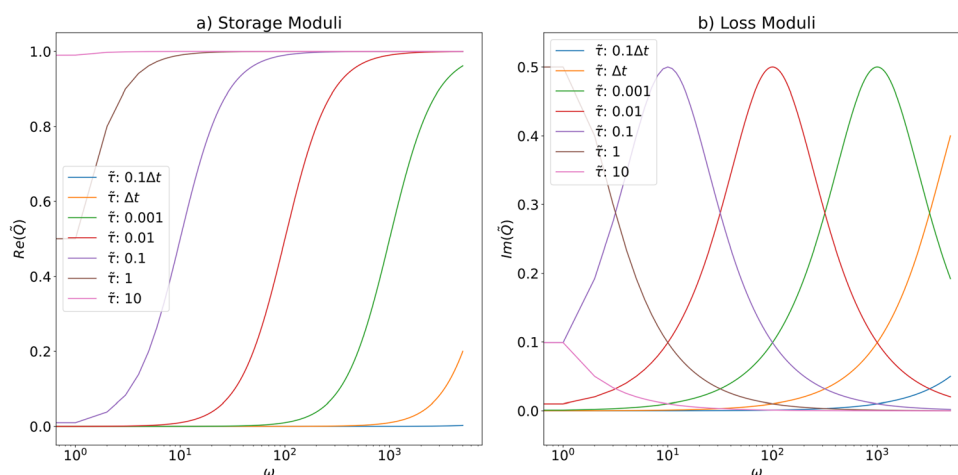 a) Storage Moduli
1.0
0.8
0.6
0.4
0.2
0.0
Re(Q̃)
τ̃: 0.1Δt
τ̃: Δt
τ̃: 0.001
τ̃: 0.01
τ̃: 0.1
τ̃: 1
τ̃: 10
10⁰
10¹
10²
10³
ω
b) Loss Moduli
0.5
0.4
0.3
0.2
0.1
0.0
Im(Q̃)
τ̃: 0.1Δt
τ̃: Δt
τ̃: 0.001
τ̃: 0.01
τ̃: 0.1
τ̃: 1
τ̃: 10
10⁰
10¹
10²
10³
ω